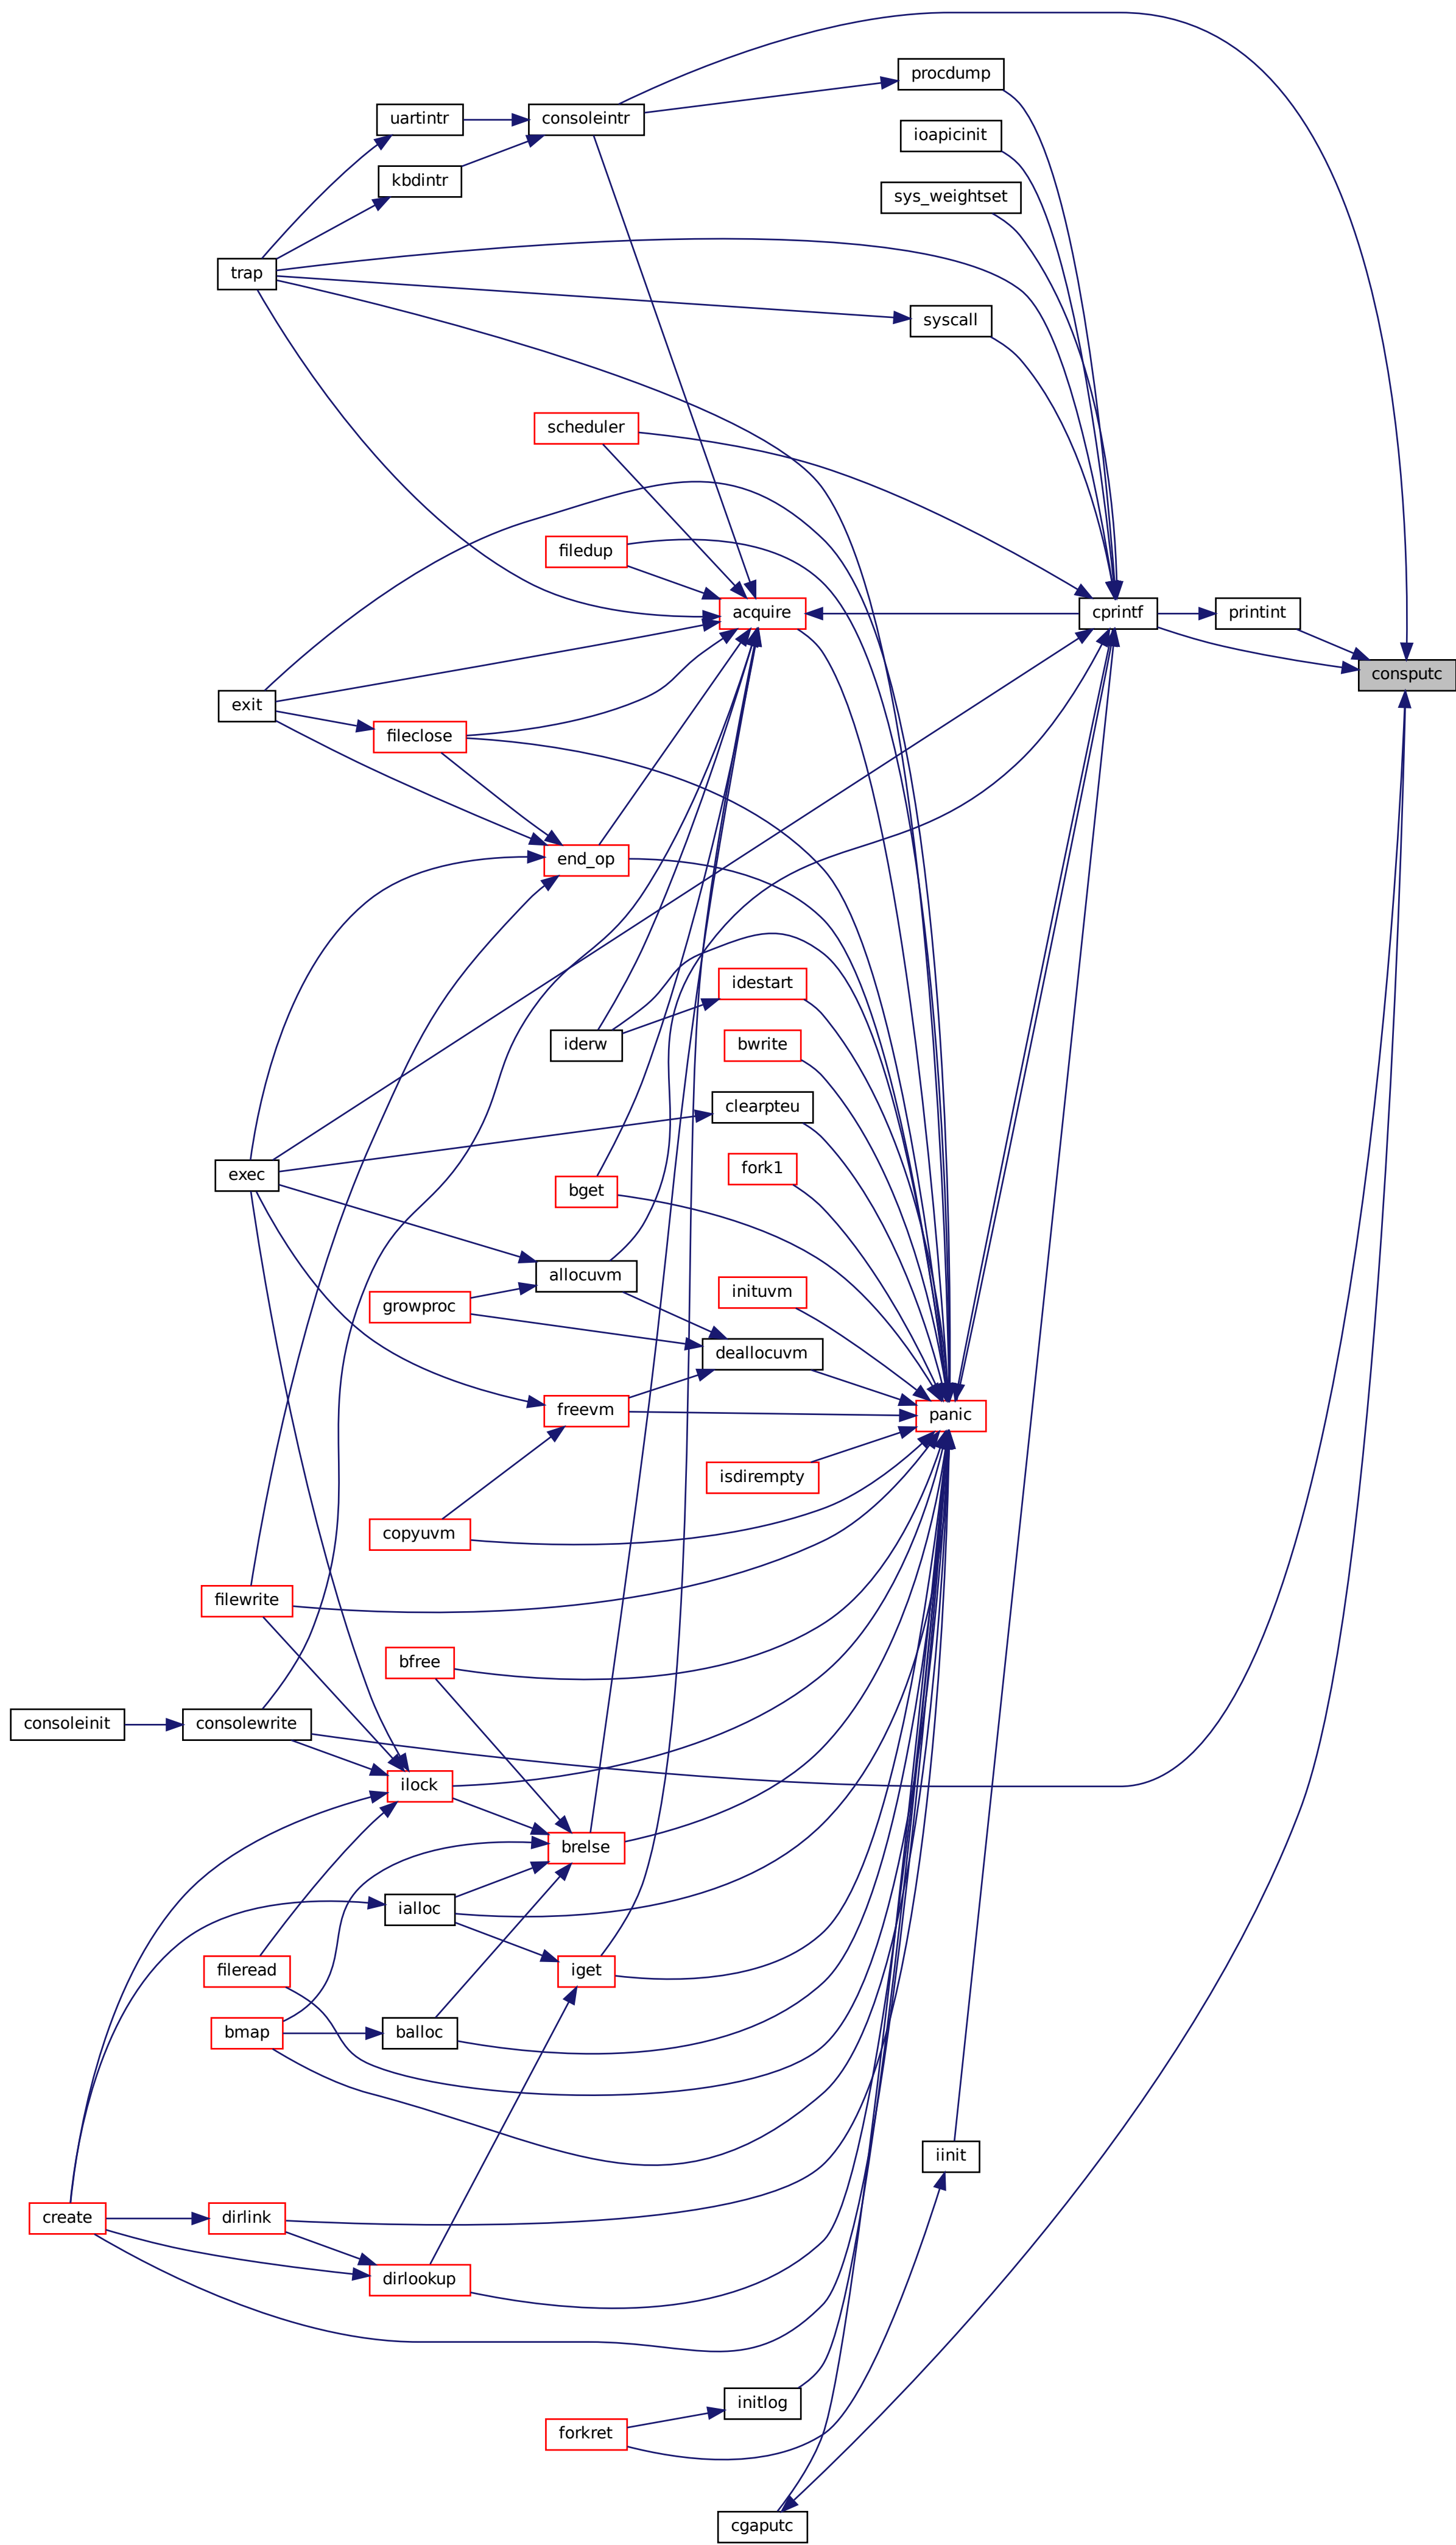 procdump
uartintr
consoleintr
ioapicinit
kbdintr
sys_weightset
trap
syscall
scheduler
filedup
acquire
cprintf
printint
consputc
exit
fileclose
end_op
idestart
iderw
bwrite
clearpteu
fork1
exec
bget
allocuvm
inituvm
growproc
deallocuvm
freevm
panic
isdirempty
copyuvm
filewrite
bfree
consoleinit
consolewrite
ilock
brelse
ialloc
fileread
iget
bmap
balloc
iinit
create
dirlink
dirlookup
initlog
forkret
cgaputc